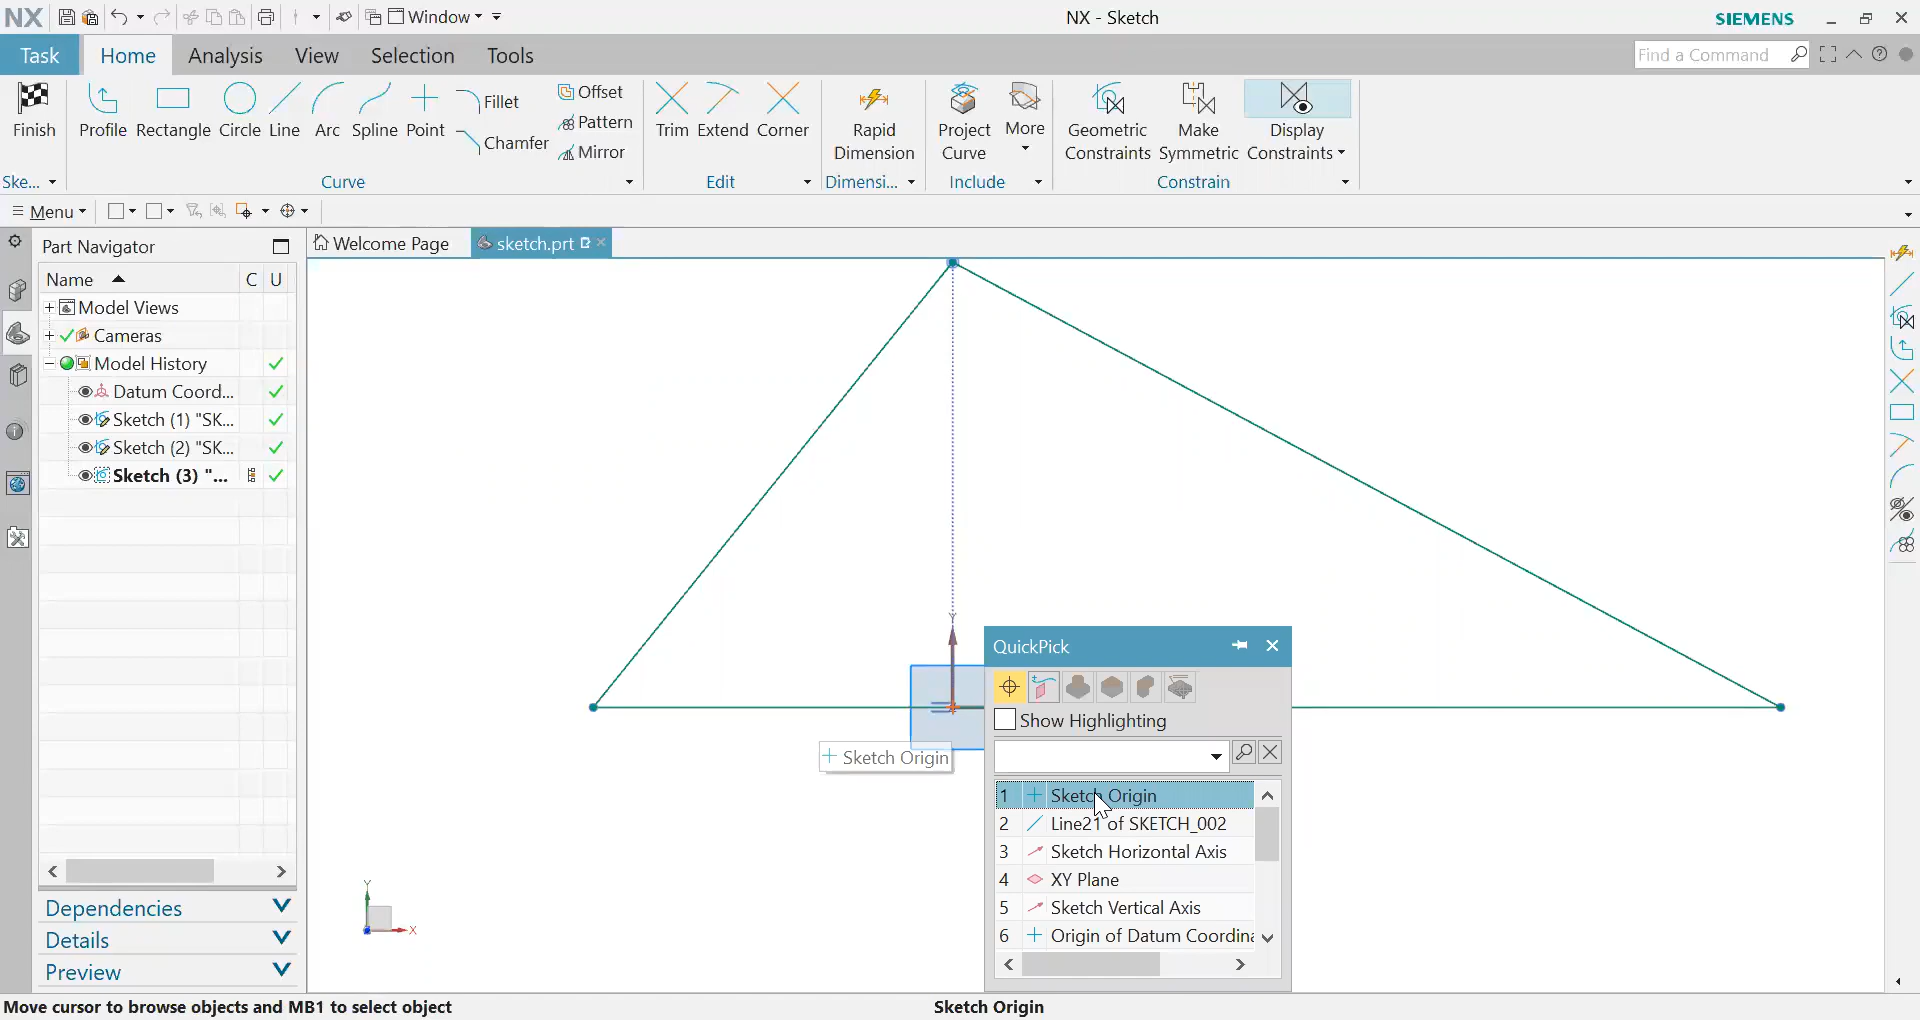 NX Window NX - Sketch SIEMENS
Task Home Analysis View Selection Tools Find a Command
Finish Profile Rectangle Circle Line Arc Spline Point Fillet Chamfer Offset Pattern Mirror Trim Extend Corner Rapid Dimension Project Curve More Geometric Constraints Make Symmetric Display Constraints
Ske... Curve Edit Dimensi... Include Constrain
Menu
Part Navigator
Welcome Page sketch.prt
Name C U
Model Views
Cameras
Model History
Datum Coord...
Sketch (1) "SK...
Sketch (2) "SK...
Sketch (3) "...
Dependencies
Details
Preview
Y
X
Y
Sketch Origin
QuickPick
Show Highlighting
1 Sketch Origin
2 Line21 of SKETCH_002
3 Sketch Horizontal Axis
4 XY Plane
5 Sketch Vertical Axis
6 Origin of Datum Coordina
Move cursor to browse objects and MB1 to select object Sketch Origin